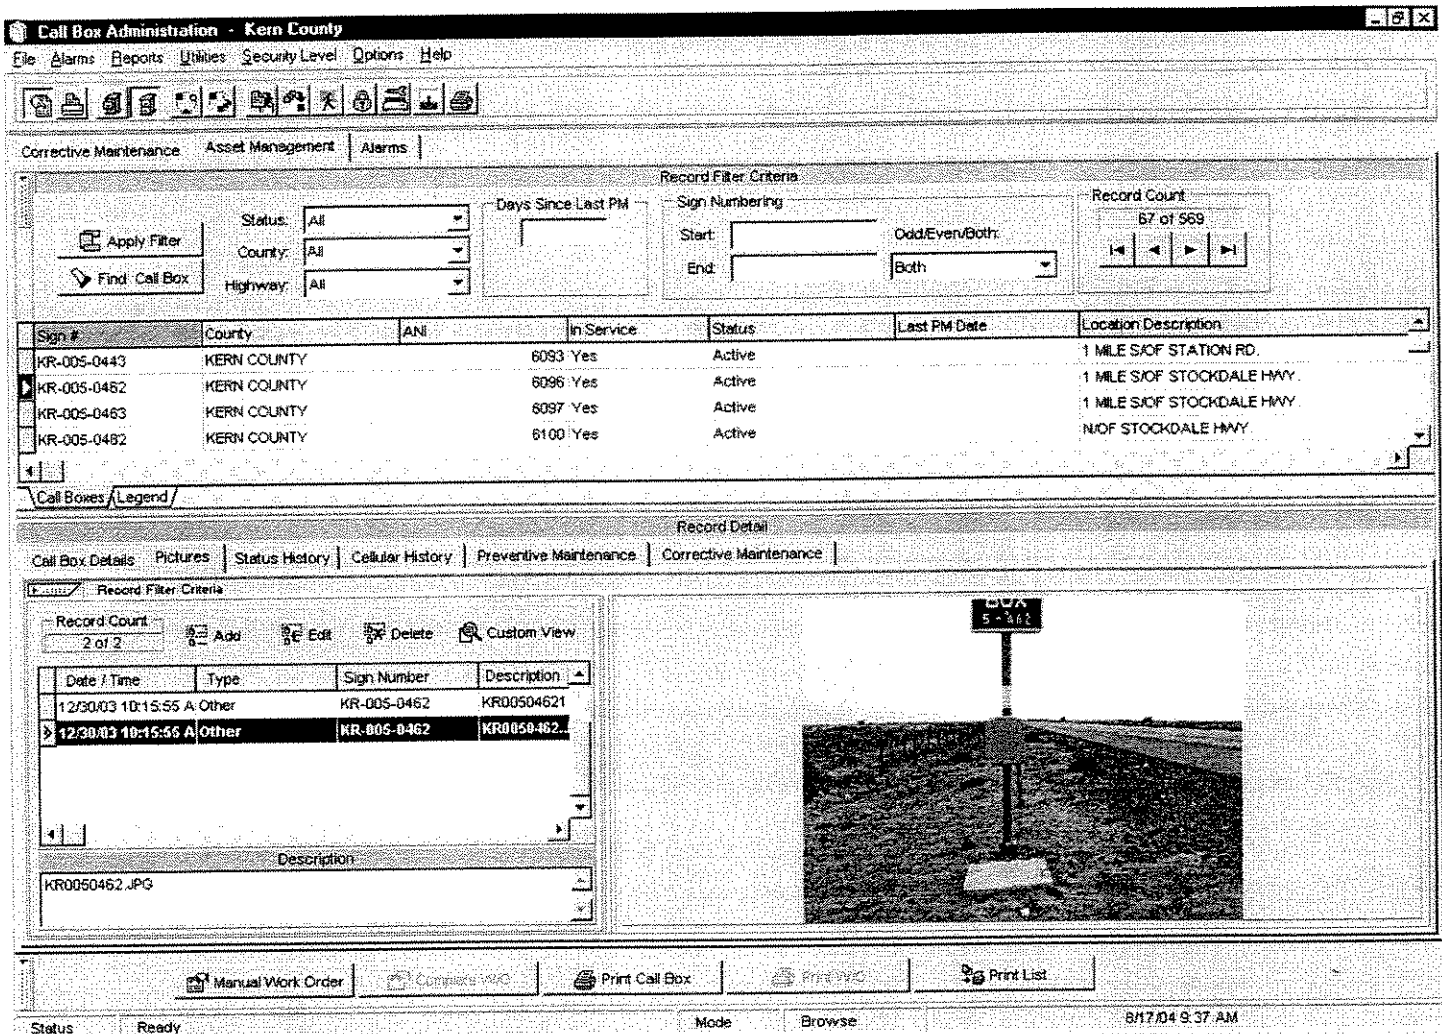 Call Box Administration - Kern County
File Alarms Reports Utilities Security Level Options Help
Corrective Maintenance Asset Management Alarms
Record Filter Criteria
Apply Filter
Find Call Box
Status: All
County: All
Highway: All
Days Since Last PM
Sign Numbering
Start:
End:
Odd/Even/Both:
Both
Record Count
67 of 569
Sign # County ANI In Service Status Last PM Date Location Description
KR-005-0443 KERN COUNTY 6093 Yes Active 1 MILE S/OF STATION RD.
KR-005-0462 KERN COUNTY 6096 Yes Active 1 MILE S/OF STOCKDALE HWY.
KR-005-0463 KERN COUNTY 6097 Yes Active 1 MILE S/OF STOCKDALE HWY.
KR-005-0482 KERN COUNTY 6100 Yes Active N/OF STOCKDALE HWY.
Call Boxes Legend
Record Detail
Call Box Details Pictures Status History Cellular History Preventive Maintenance Corrective Maintenance
Record Filter Criteria
Record Count
2 of 2
Add Edit Delete Custom View
Date / Time Type Sign Number Description
12/30/03 10:15:55 A Other KR-005-0462 KR00504621
12/30/03 10:15:55 A Other KR-005-0462 KR0050462...
Description
KR0050462.JPG
BOX
5-462
Manual Work Order Complete W/O Print Call Box Print W/O Print List
Status Ready Mode Browse 8/17/04 9:37 AM